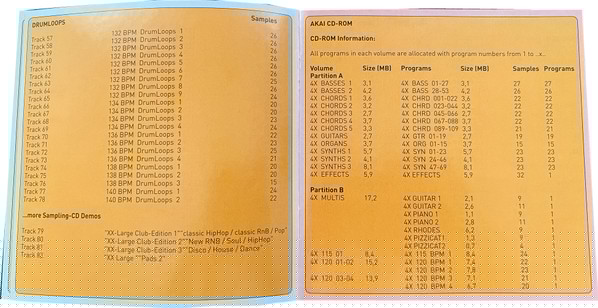 DRUMLOOPS Samples
Track 57 132 BPM DrumLoops 1 26
Track 58 132 BPM DrumLoops 2 26
Track 59 132 BPM DrumLoops 3 26
Track 60 132 BPM DrumLoops 4 26
Track 61 132 BPM DrumLoops 5 26
Track 62 132 BPM DrumLoops 6 26
Track 63 132 BPM DrumLoops 7 25
Track 64 132 BPM DrumLoops 8 26
Track 65 132 BPM DrumLoops 9 24
Track 66 134 BPM DrumLoops 1 20
Track 67 134 BPM DrumLoops 2 20
Track 68 134 BPM DrumLoops 3
Track 69 134 BPM DrumLoops 4 24
Track 70 136 BPM DrumLoops 1
Track 71 136 BPM DrumLoops 2 23
Track 72 136 BPM DrumLoops 3 22
Track 73 136 BPM DrumLoops 4 21
Track 74 138 BPM DrumLoops 1 20
Track 75 138 BPM DrumLoops 2 20
Track 76 138 BPM DrumLoops 3 15
Track 77 140 BPM DrumLoops 1 24
Track 78 140 BPM DrumLoops 2 22
...more Sampling-CD Demos
Track 79 "XX-Large Club-Edition 1""classic HipHop / classic RnB / Pop"
Track 80 "XX-Large Club-Edition 2""New RNB / Soul / HipHop"
Track 81 "XX-Large Club-Edition 3""Disco / House / Dance"
Track 82 "XX Large ""Pads 2"
AKAI CD-ROM
CD-ROM Information:
All programs in each volume are allocated with program numbers from 1 to ..x..
Volume Size (MB) Programs Size (MB) Samples Programs
Partition A
4X BASSES 1 3,1 4X BASS 01-27 3,1 27 27
4X BASSES 2 4,2 4X BASS 28-53 4,2 26 26
4X CHORDS 1 3,6 4X CHRD 001-022 3,6 22 22
4X CHORDS 2 3,2 4X CHRD 023-044 3,2 22 22
4X CHORDS 3 2,7 4X CHRD 045-066 2,7 22 22
4X CHORDS 4 3,7 4X CHRD 067-088 3,7 22 22
4X CHORDS 5 3,3 4X CHRD 089-109 3,3 21 21
4X GUITARS 2,7 4X GTR 01-19 2,7 19 19
4X ORGANS 3,7 4X ORG 01-15 3,7 15 15
4X SYNTHS 1 5,7 4X SYN 01-23 5,7 23 23
4X SYNTHS 2 4,1 4X SYN 24-46 4,1 23 23
4X SYNTHS 3 8,1 4X SYN 47-69 8,1 23 23
4X EFFECTS 5,9 4X EFFECTS 5,9 32 1
Partition B
4X MULTIS 17,2 4X GUITAR 1 2,1 9 1
4X GUITAR 2 2,6 11 1
4X PIANO 1 1,1 9 1
4X PIANO 2 1,4 11 1
4X RHODES 6,2 9 1
4X PIZZICAT1 1,3 9 1
4X PIZZICAT2 0,7 4 1
4X 115 01 8,4 4X 115 BPM 1 8,4 24 1
4X 120 01-02 15,2 4X 120 BPM 1 7,4 22 1
4X 120 BPM 2 7,8 23 1
4X 120 03-04 13,9 4X 120 BPM 3 7,1 21 1
4X 120 BPM 4 6,7 20 1